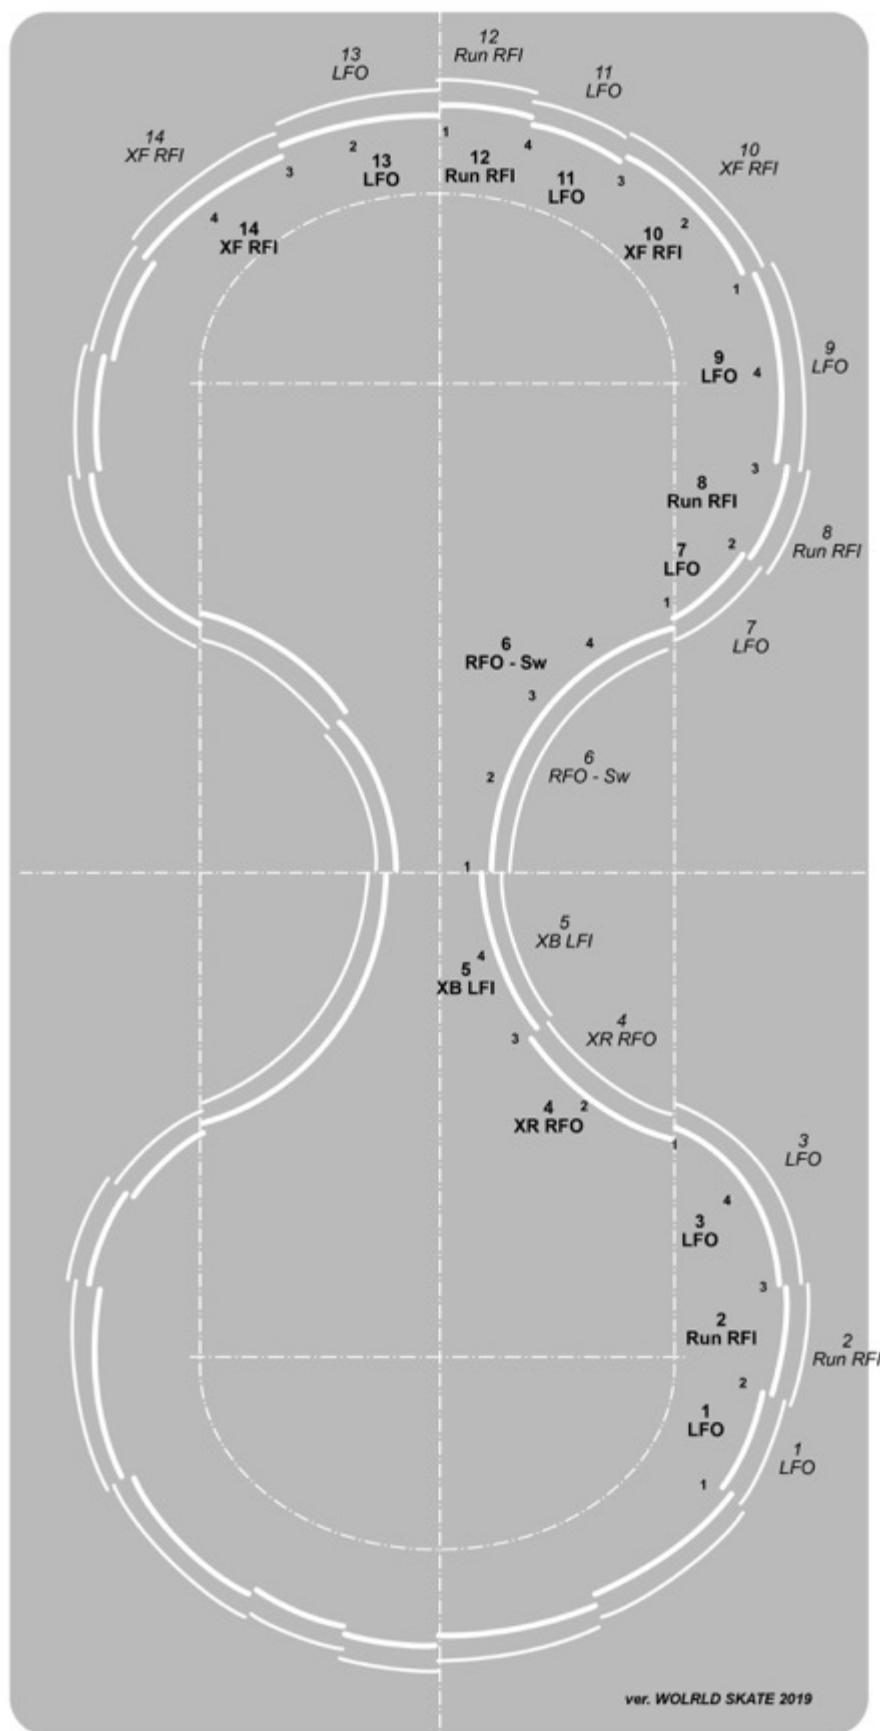 12
Run RFI
13
LFO
11
LFO
14
XF RFI
10
XF RFI
1
2
4
3
3
13
LFO
12
Run RFI
11
LFO
4
2
14
XF RFI
10
XF RFI
1
9
LFO
9
LFO
4
3
8
Run RFI
8
Run RFI
2
7
LFO
1
7
LFO
6
RFO - Sw
4
3
2
6
RFO - Sw
1
5
XB LFI
4
5
XB LFI
4
XR RFO
3
4
XR RFO
2
1
3
LFO
4
3
LFO
3
2
Run RFI
2
Run RFI
2
1
LFO
1
LFO
1
ver. WOLRLD SKATE 2019